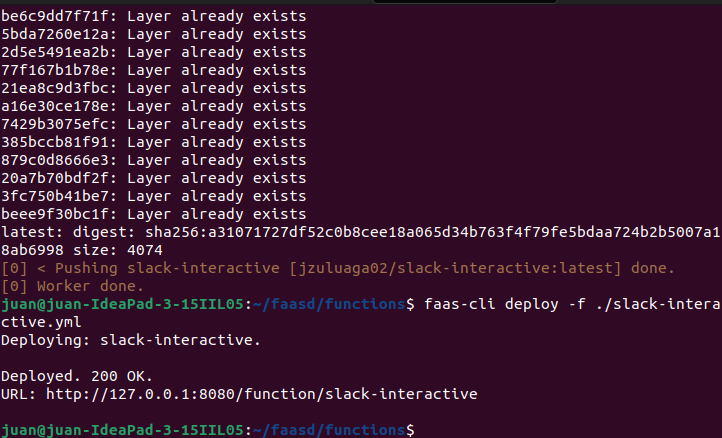 be6c9dd7f71f: Layer already exists
5bda7260e12a: Layer already exists
2d5e5491ea2b: Layer already exists
77f167b1b78e: Layer already exists
21ea8c9d3fbc: Layer already exists
a16e30ce178e: Layer already exists
7429b3075efc: Layer already exists
385bccb81f91: Layer already exists
879c0d8666e3: Layer already exists
20a7b70bdf2f: Layer already exists
3fc750b41be7: Layer already exists
beee9f30bc1f: Layer already exists
latest: digest: sha256:a31071727df52c0b8cee18a065d34b763f4f79fe5bdaa724b2b5007a1
8ab6998 size: 4074
[0] < Pushing slack-interactive [jzuluaga02/slack-interactive:latest] done.
[0] Worker done.
juan@juan-IdeaPad-3-15IIL05:~/faasd/functions$ faas-cli deploy -f ./slack-intera
ctive.yml
Deploying: slack-interactive.
Deployed. 200 OK.
URL: http://127.0.0.1:8080/function/slack-interactive
juan@juan-IdeaPad-3-15IIL05:~/faasd/functions$